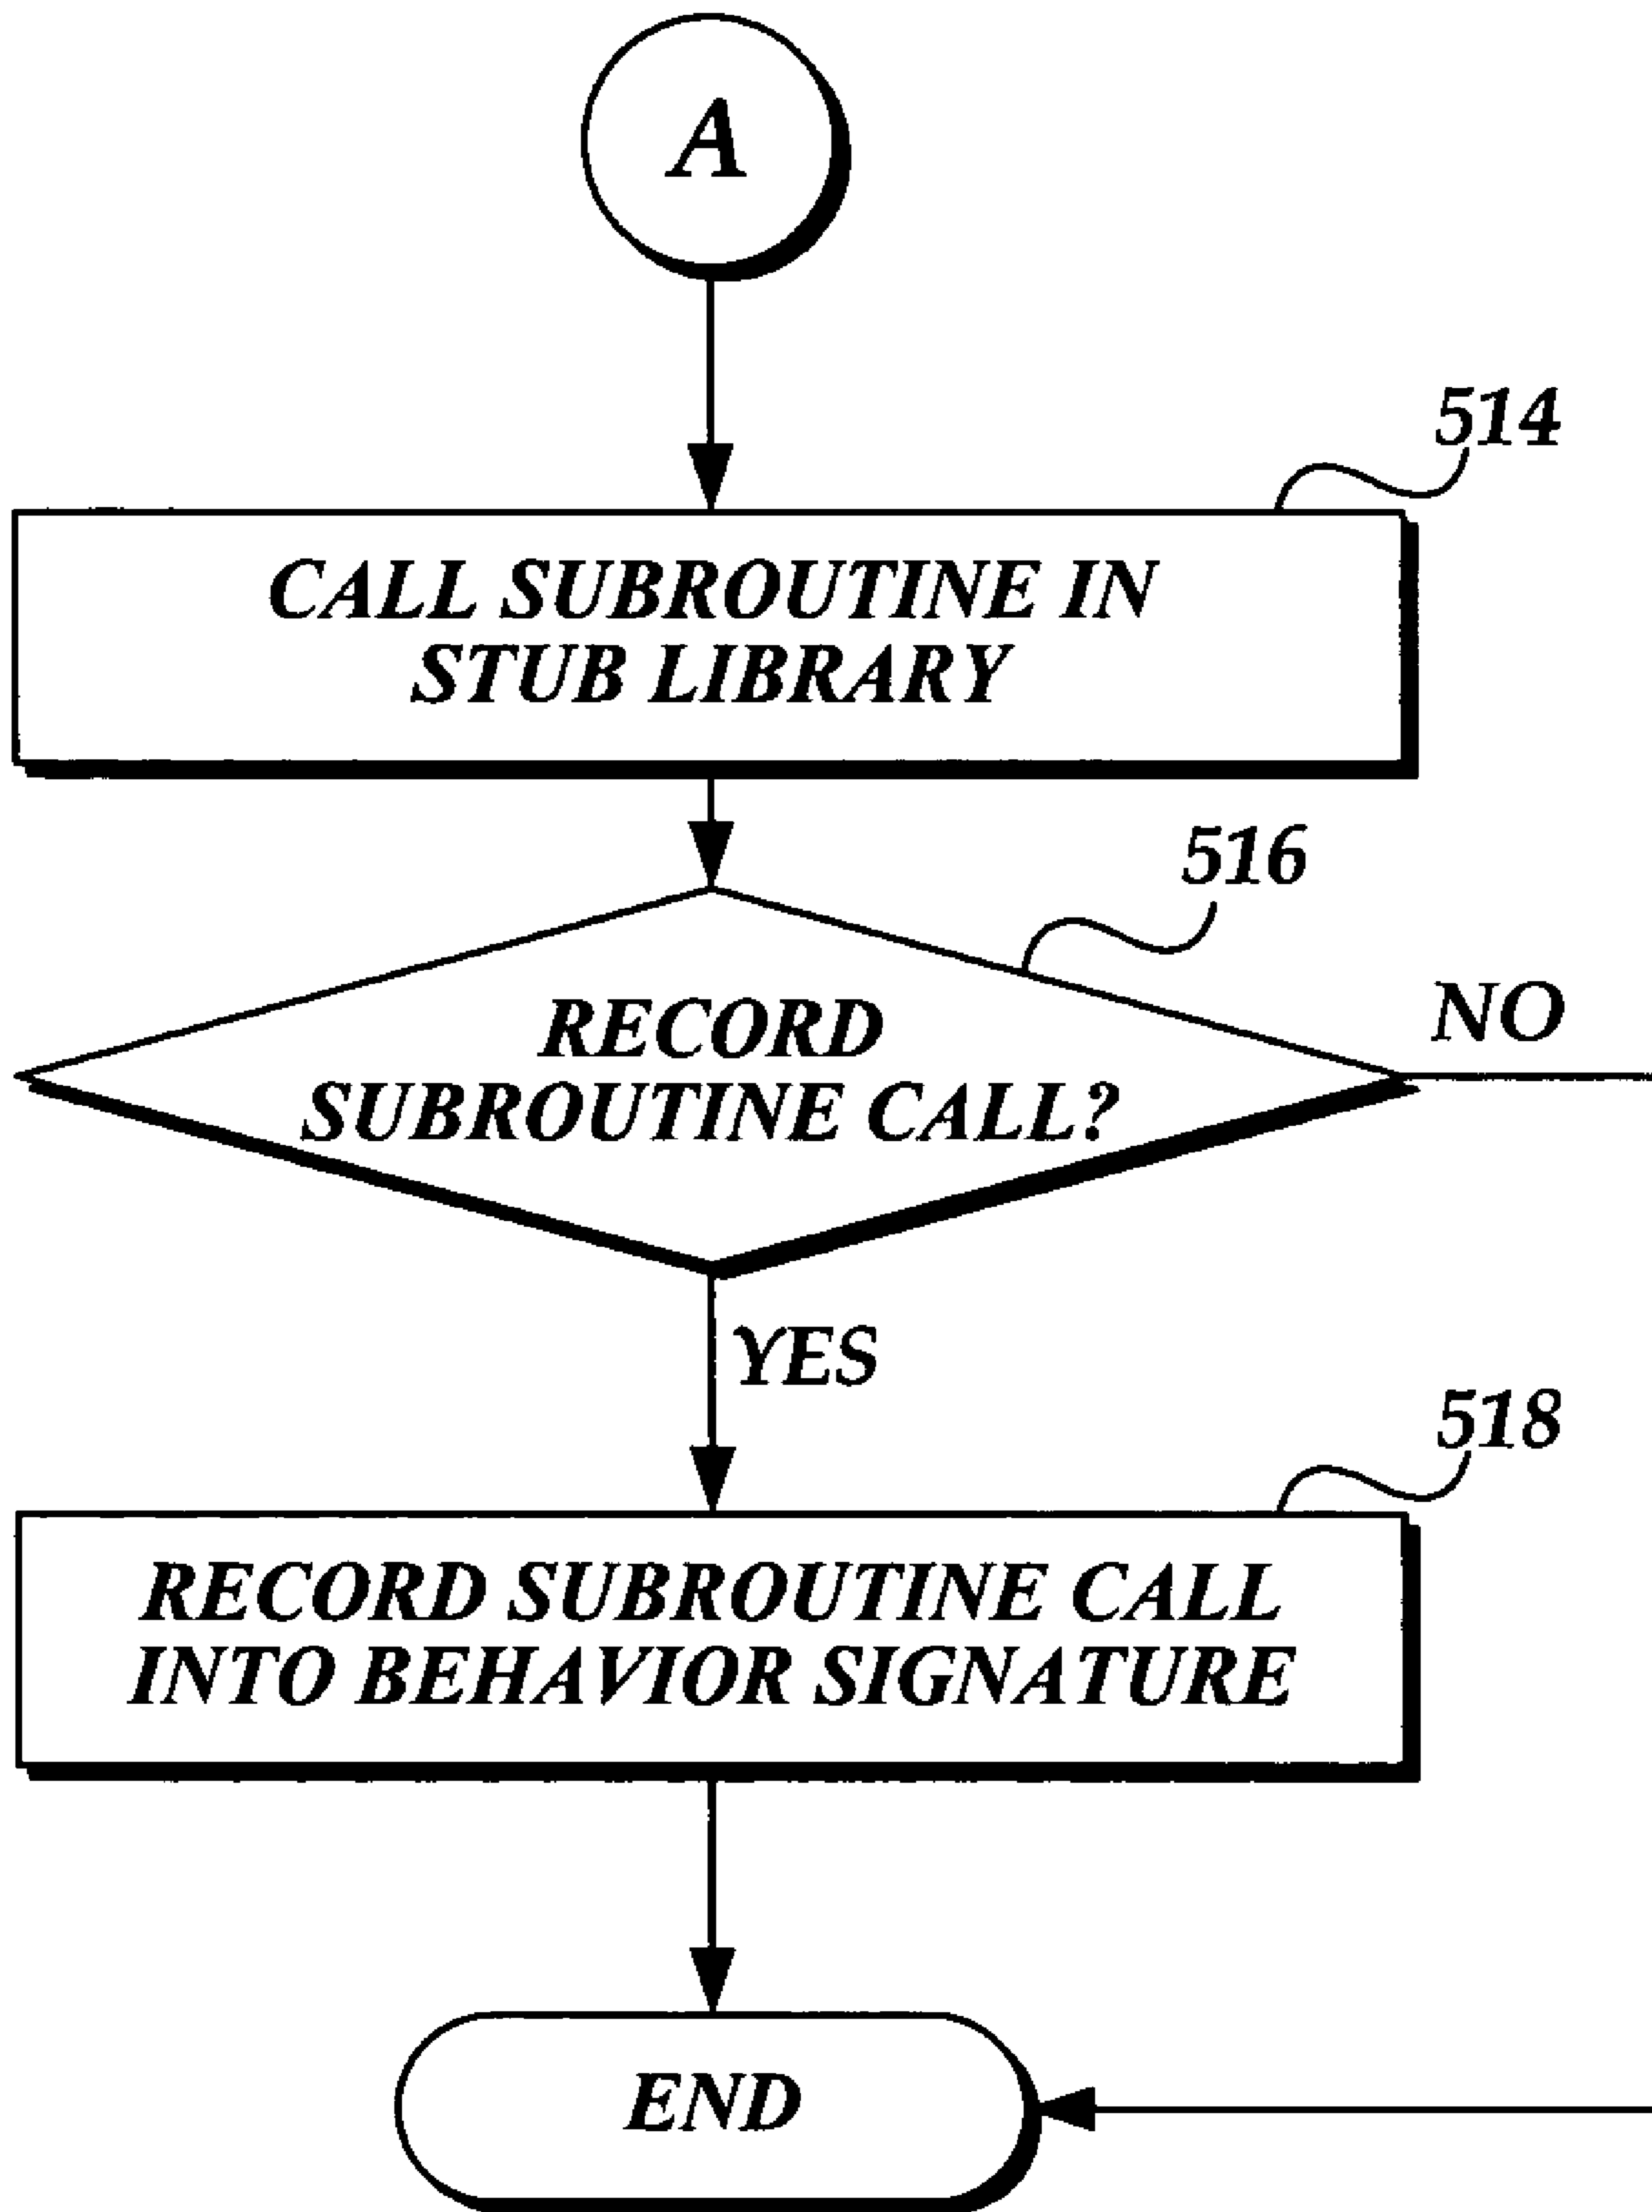 A
514
CALL SUBROUTINE IN
STUB LIBRARY
516
RECORD
SUBROUTINE CALL?
NO
YES
518
RECORD SUBROUTINE CALL
INTO BEHAVIOR SIGNATURE
END